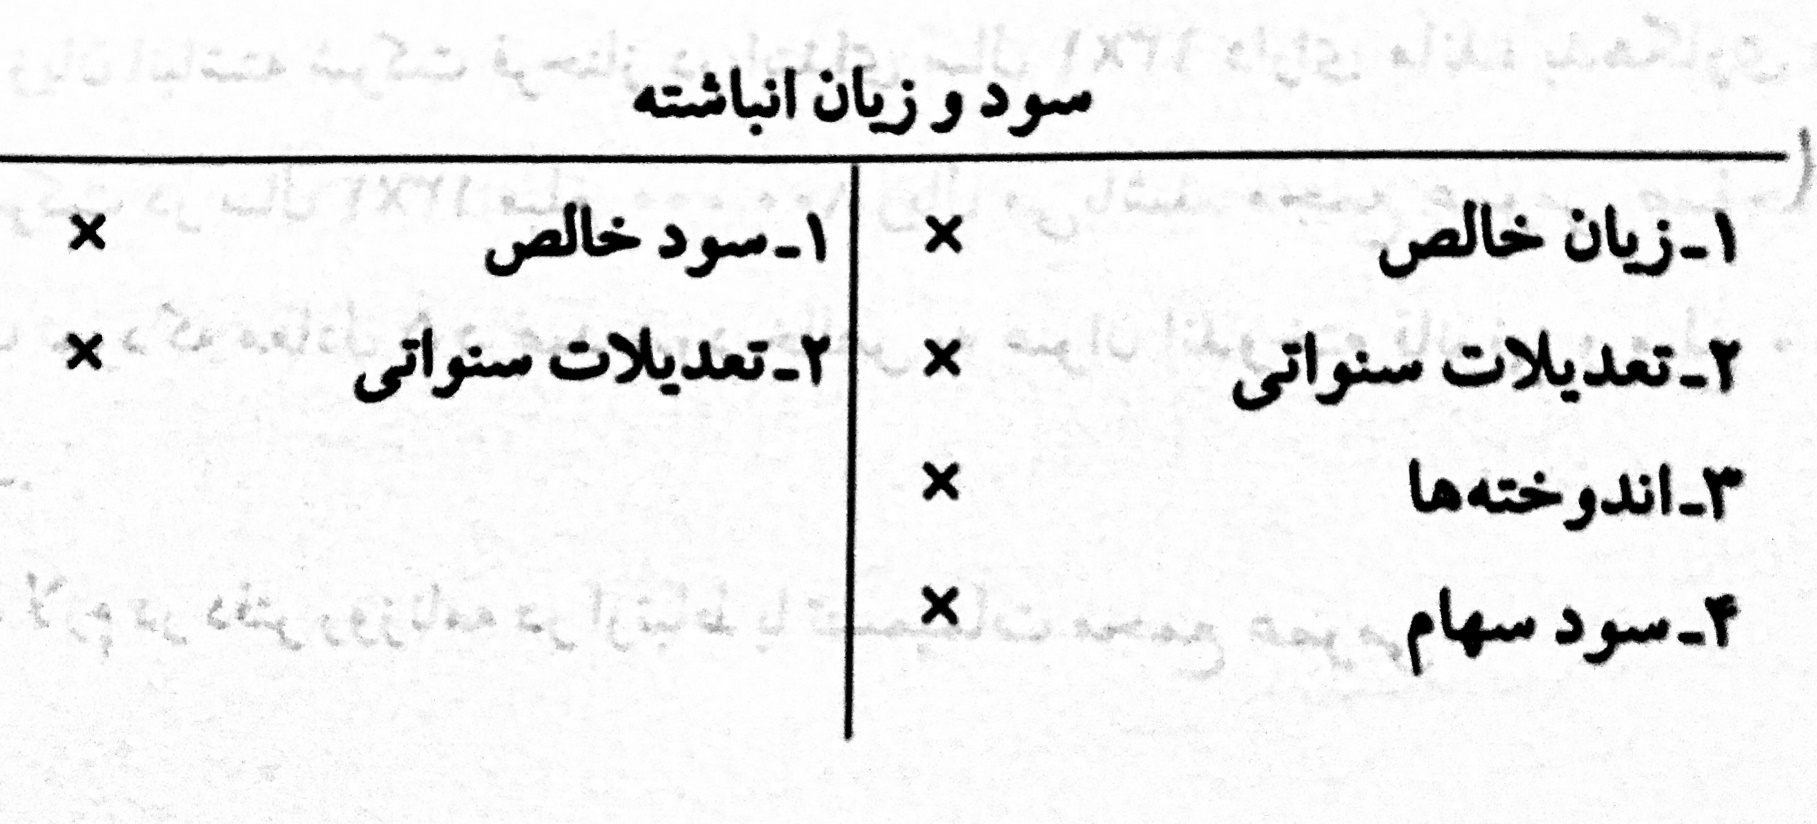 سود و زیان انباشته
۱ـ زیان خالص × ۱ـ سود خالص ×
۲ـ تعدیلات سنواتی × ۲ـ تعدیلات سنواتی ×
۳ـ اندوخته‌ها ×
۴ـ سود سهام ×